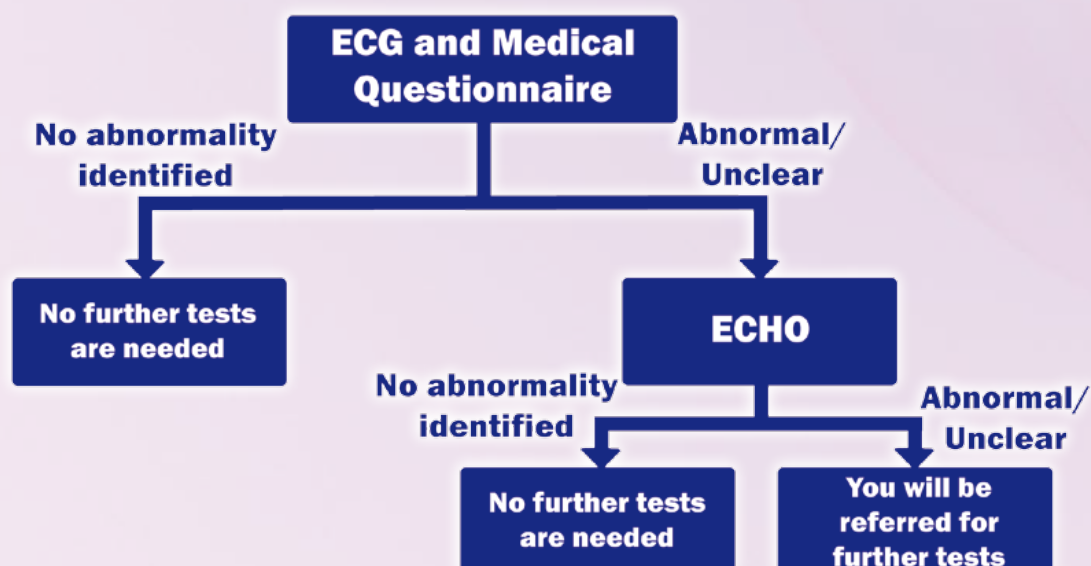 ECG and Medical
Questionnaire
No abnormality
identified
Abnormal/
Unclear
No further tests
are needed
ECHO
No abnormality
identified
Abnormal/
Unclear
No further tests
are needed
You will be
referred for
further tests